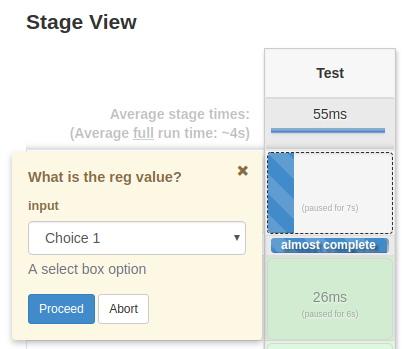 Stage View
Test
Average stage times:
(Average full run time: ~4s)
55ms
What is the reg value?
✖
input
Choice 1
A select box option
Proceed
Abort
(paused for 7s)
almost complete
26ms
(paused for 6s)